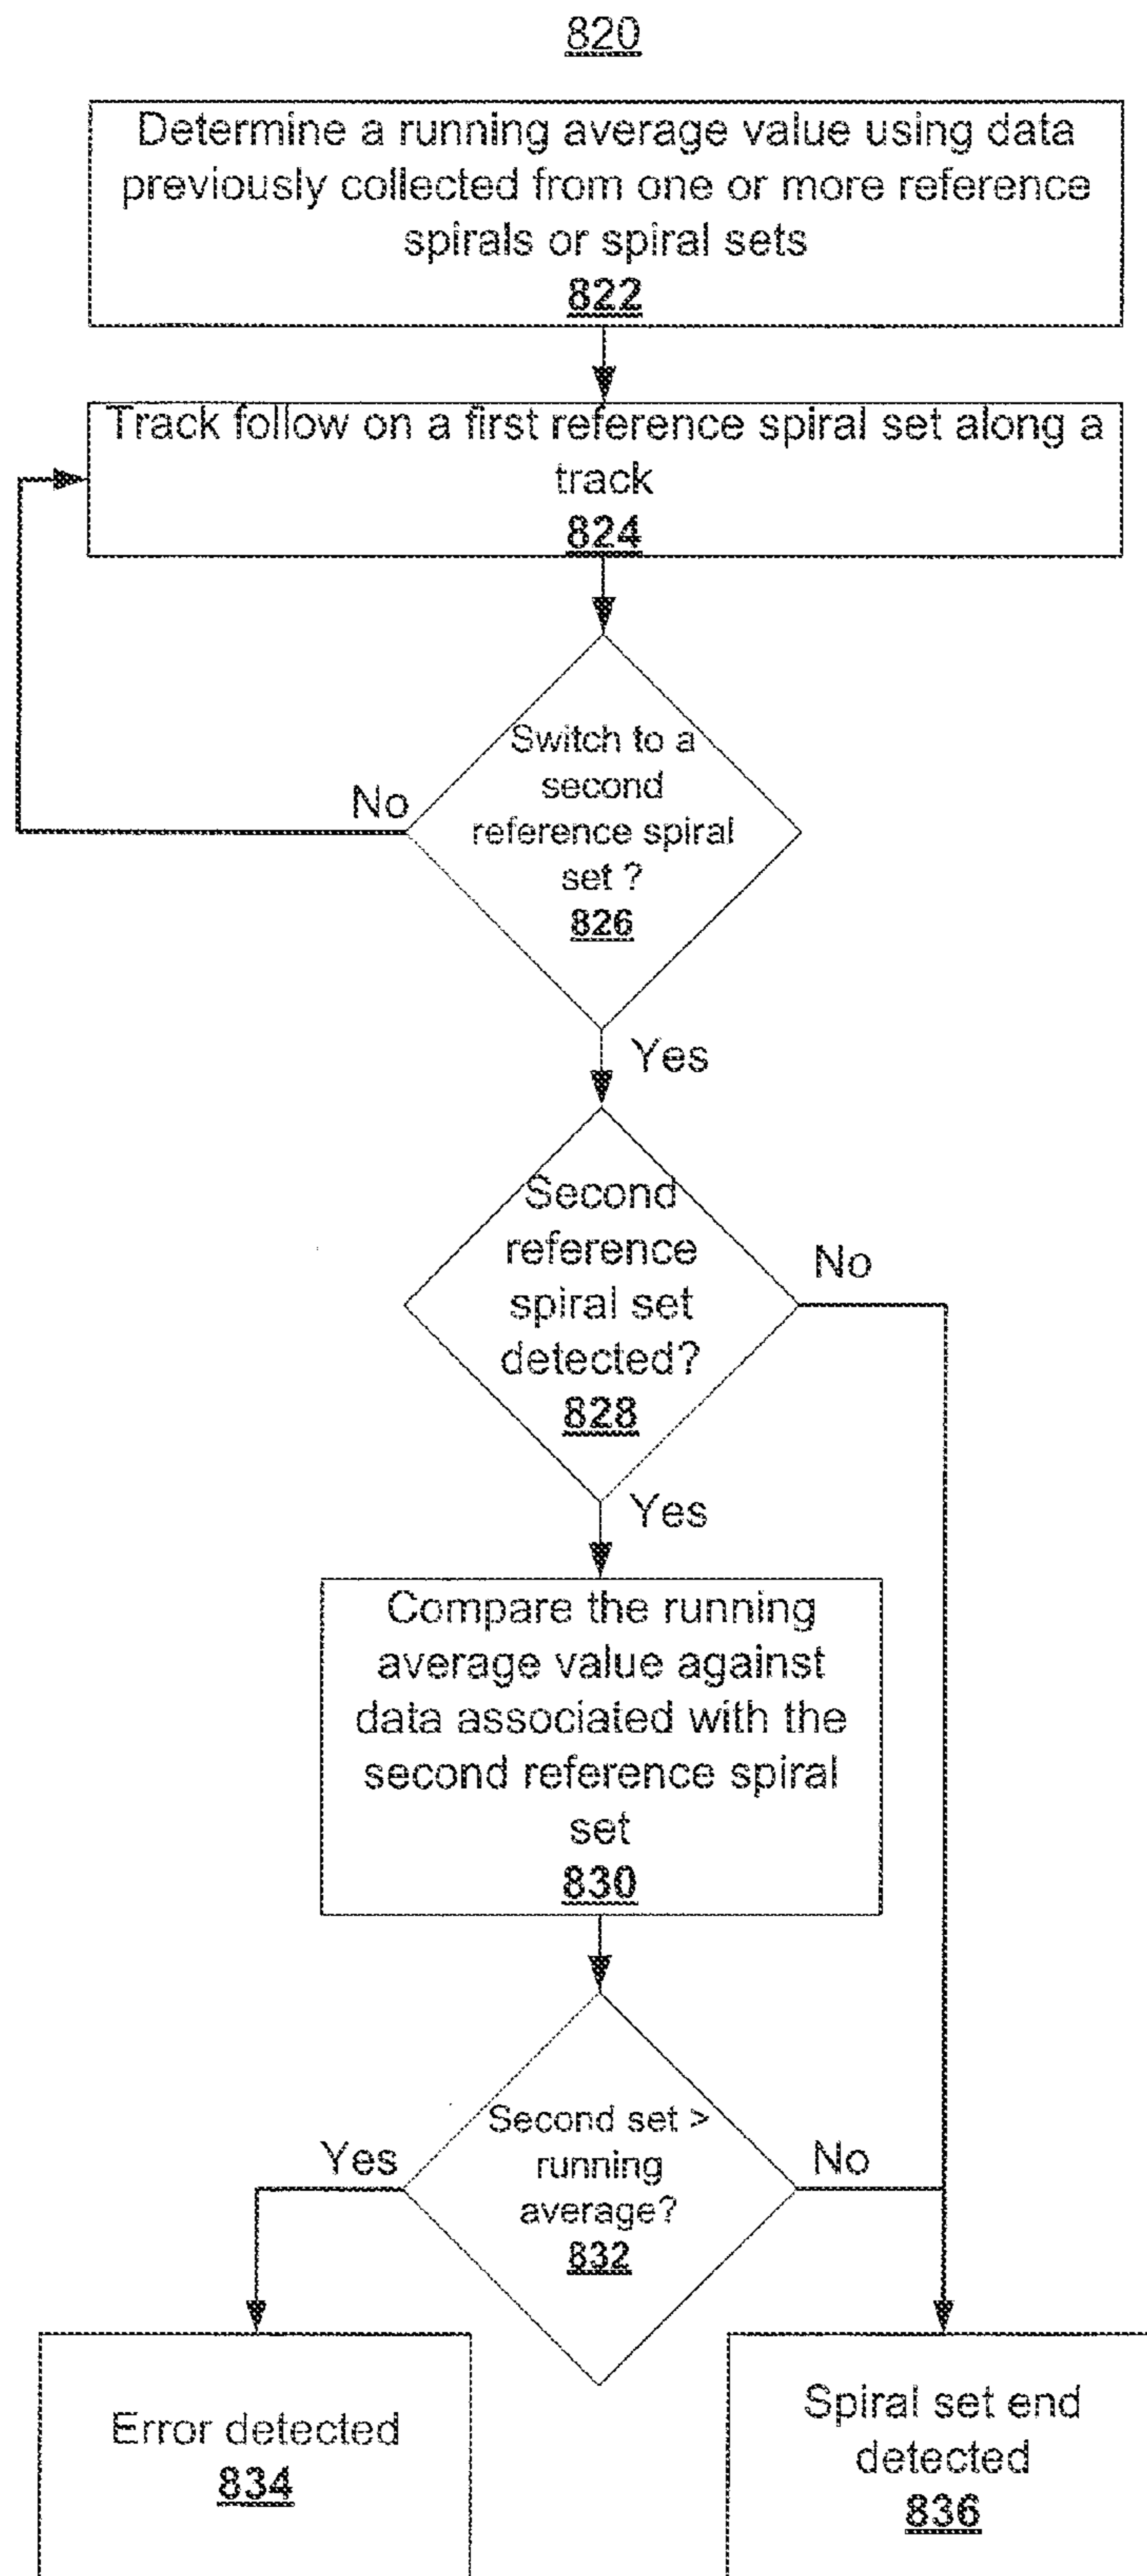 820
Determine a running average value using data
previously collected from one or more reference
spirals or spiral sets
822
Track follow on a first reference spiral set along a
track
824
Switch to a
second
reference spiral
set ?
826
No
Yes
Second
reference
spiral set
detected?
828
No
Yes
Compare the running
average value against
data associated with the
second reference spiral
set
830
Second set >
running
average?
832
Yes
No
Error detected
834
Spiral set end
detected
836